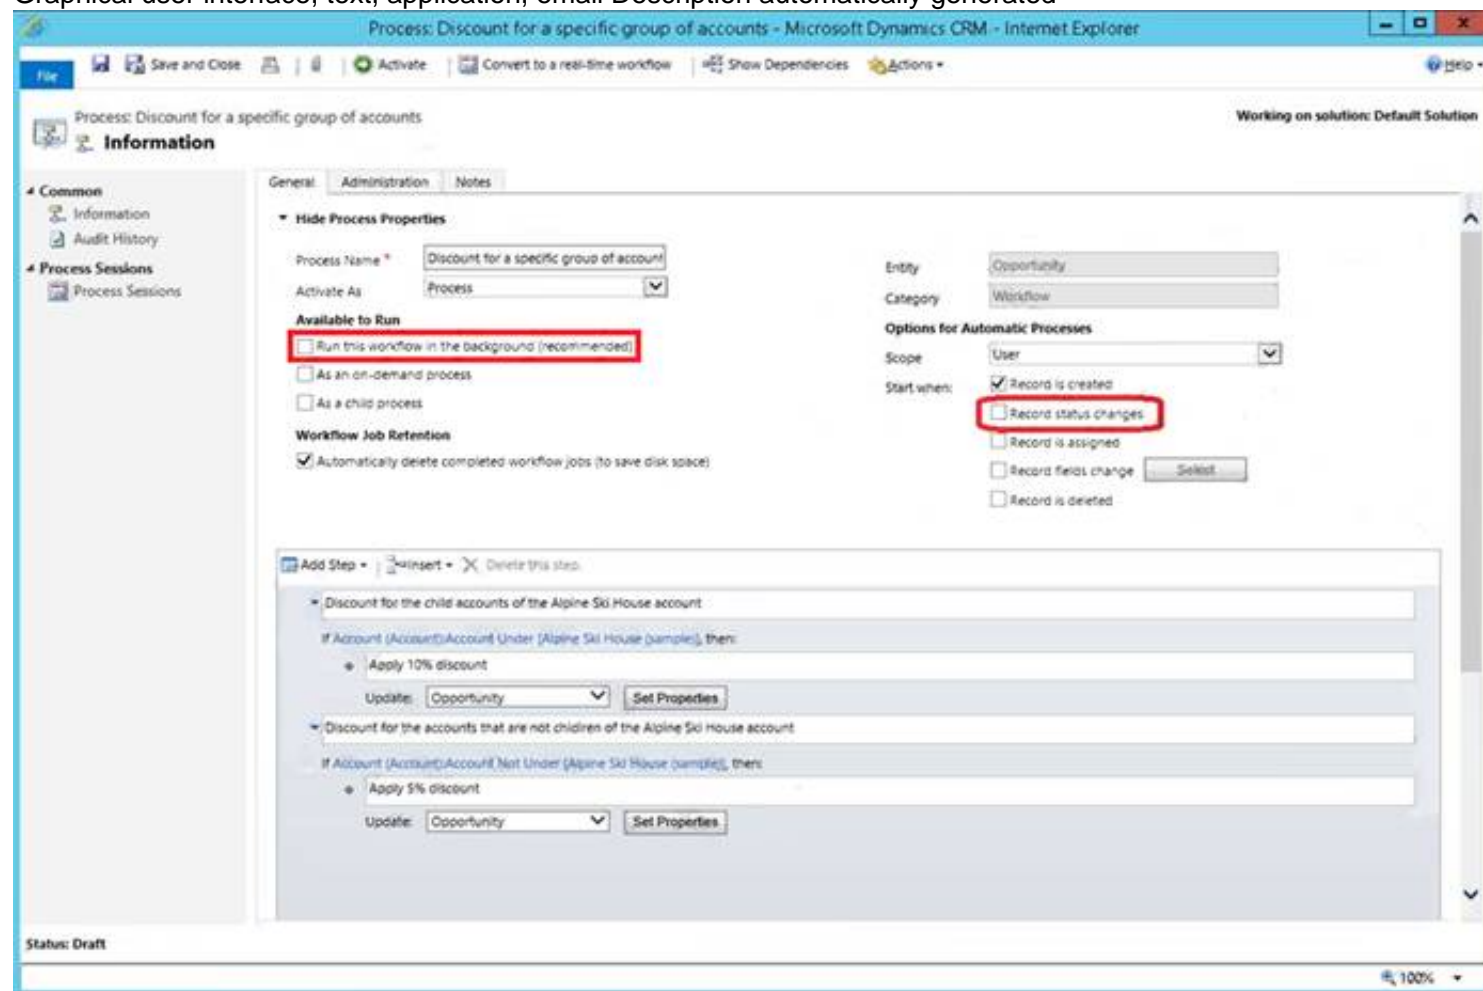 Graphical user interface, text, application, email Description automatically generated
Process: Discount for a specific group of accounts - Microsoft Dynamics CRM - Internet Explorer
File Save and Close Activate Convert to a real-time workflow Show Dependencies Actions Help
Process: Discount for a specific group of accounts
Information
Working on solution: Default Solution
Common
Information
Audit History
Process Sessions
Process Sessions
General Administration Notes
Hide Process Properties
Process Name * Discount for a specific group of account
Activate As Process
Available to Run
Run this workflow in the background (recommended)
As an on-demand process
As a child process
Workflow Job Retention
Automatically delete completed workflow jobs (to save disk space)
Entity Opportunity
Category Workflow
Options for Automatic Processes
Scope User
Start when: Record is created
Record status changes
Record is assigned
Record fields change Select
Record is deleted
Add Step Insert Delete this step.
Discount for the child accounts of the Alpine Ski House account
If Account (Account):Account Under [Alpine Ski House (sample)], then:
Apply 10% discount
Update: Opportunity Set Properties
Discount for the accounts that are not children of the Alpine Ski House account
If Account (Account):Account Not Under [Alpine Ski House (sample)], then:
Apply 5% discount
Update: Opportunity Set Properties
Status: Draft
100%